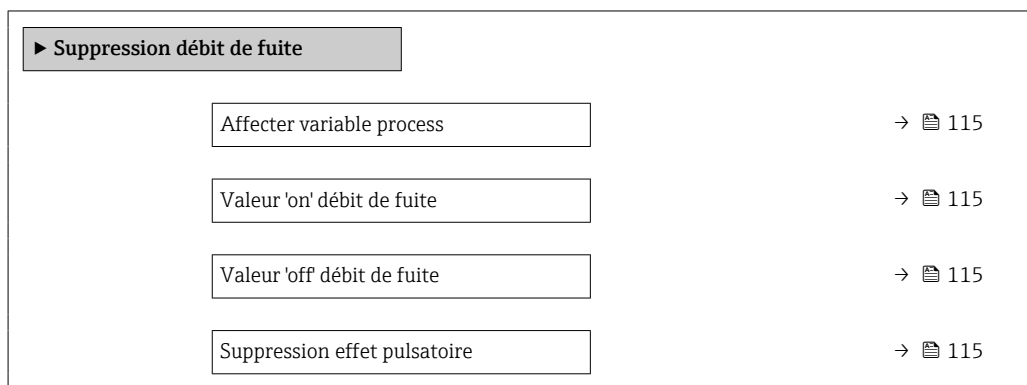 ► Suppression débit de fuite
Affecter variable process → 115
Valeur 'on' débit de fuite → 115
Valeur 'off' débit de fuite → 115
Suppression effet pulsatoire → 115